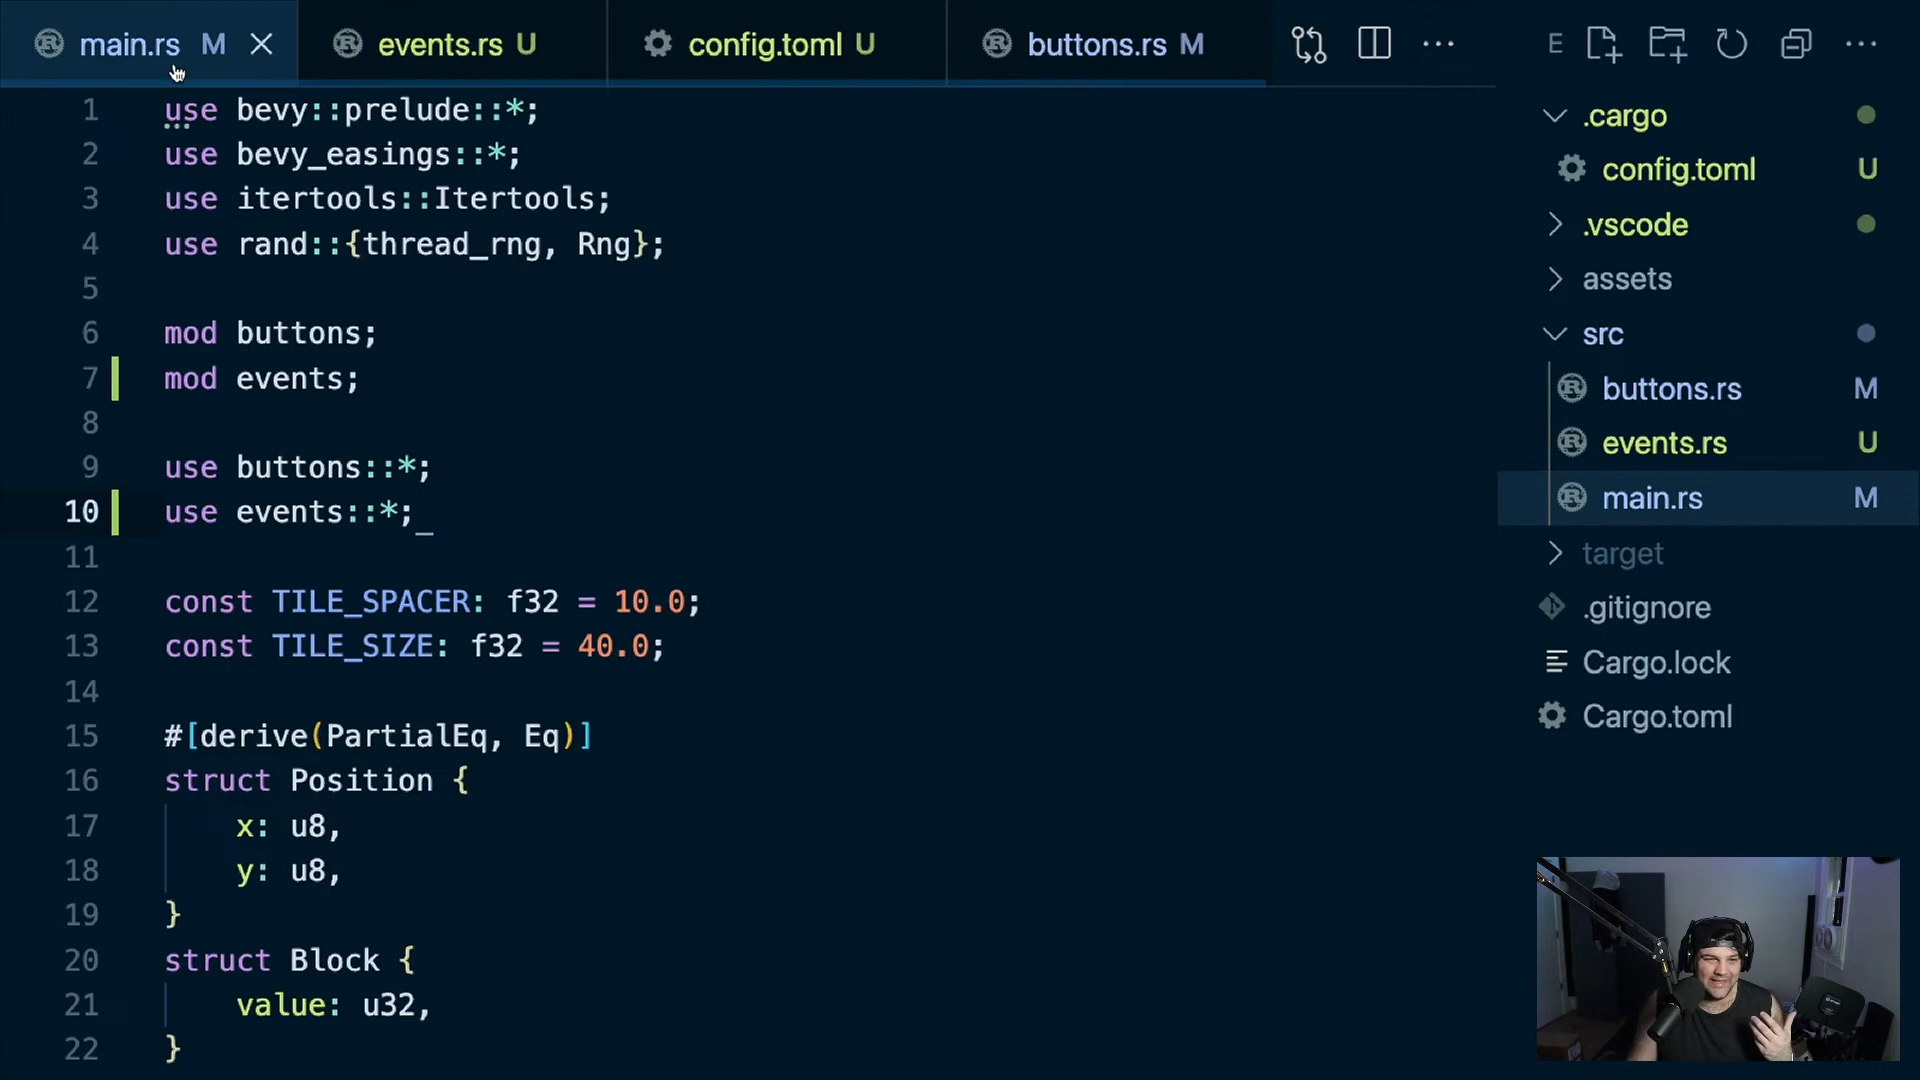 main.rs M
events.rs U
config.toml U
buttons.rs M
E
1 use bevy::prelude::*;
2 use bevy_easings::*;
3 use itertools::Itertools;
4 use rand::{thread_rng, Rng};
5
6 mod buttons;
7 mod events;
8
9 use buttons::*;
10 use events::*;
11
12 const TILE_SPACER: f32 = 10.0;
13 const TILE_SIZE: f32 = 40.0;
14
15 #[derive(PartialEq, Eq)]
16 struct Position {
17 x: u8,
18 y: u8,
19 }
20 struct Block {
21 value: u32,
22 }
.cargo
config.toml U
.vscode
assets
src
buttons.rs M
events.rs U
main.rs M
target
.gitignore
Cargo.lock
Cargo.toml